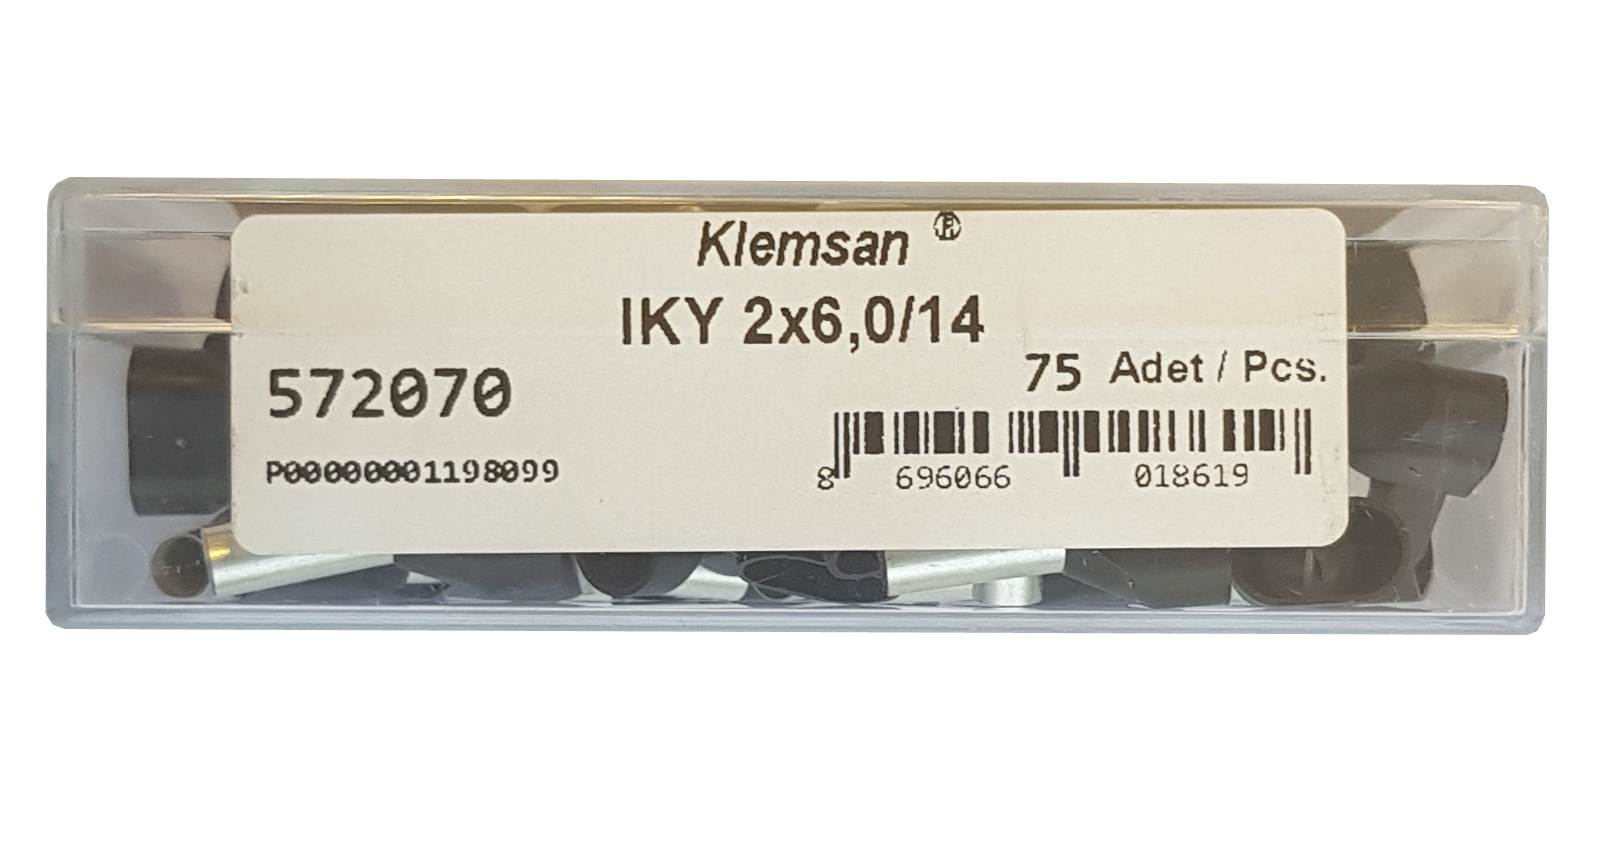 Klemsan ®
IKY 2x6,0/14
75 Adet / Pcs.
572070
P00000001198099
8 696066 018619